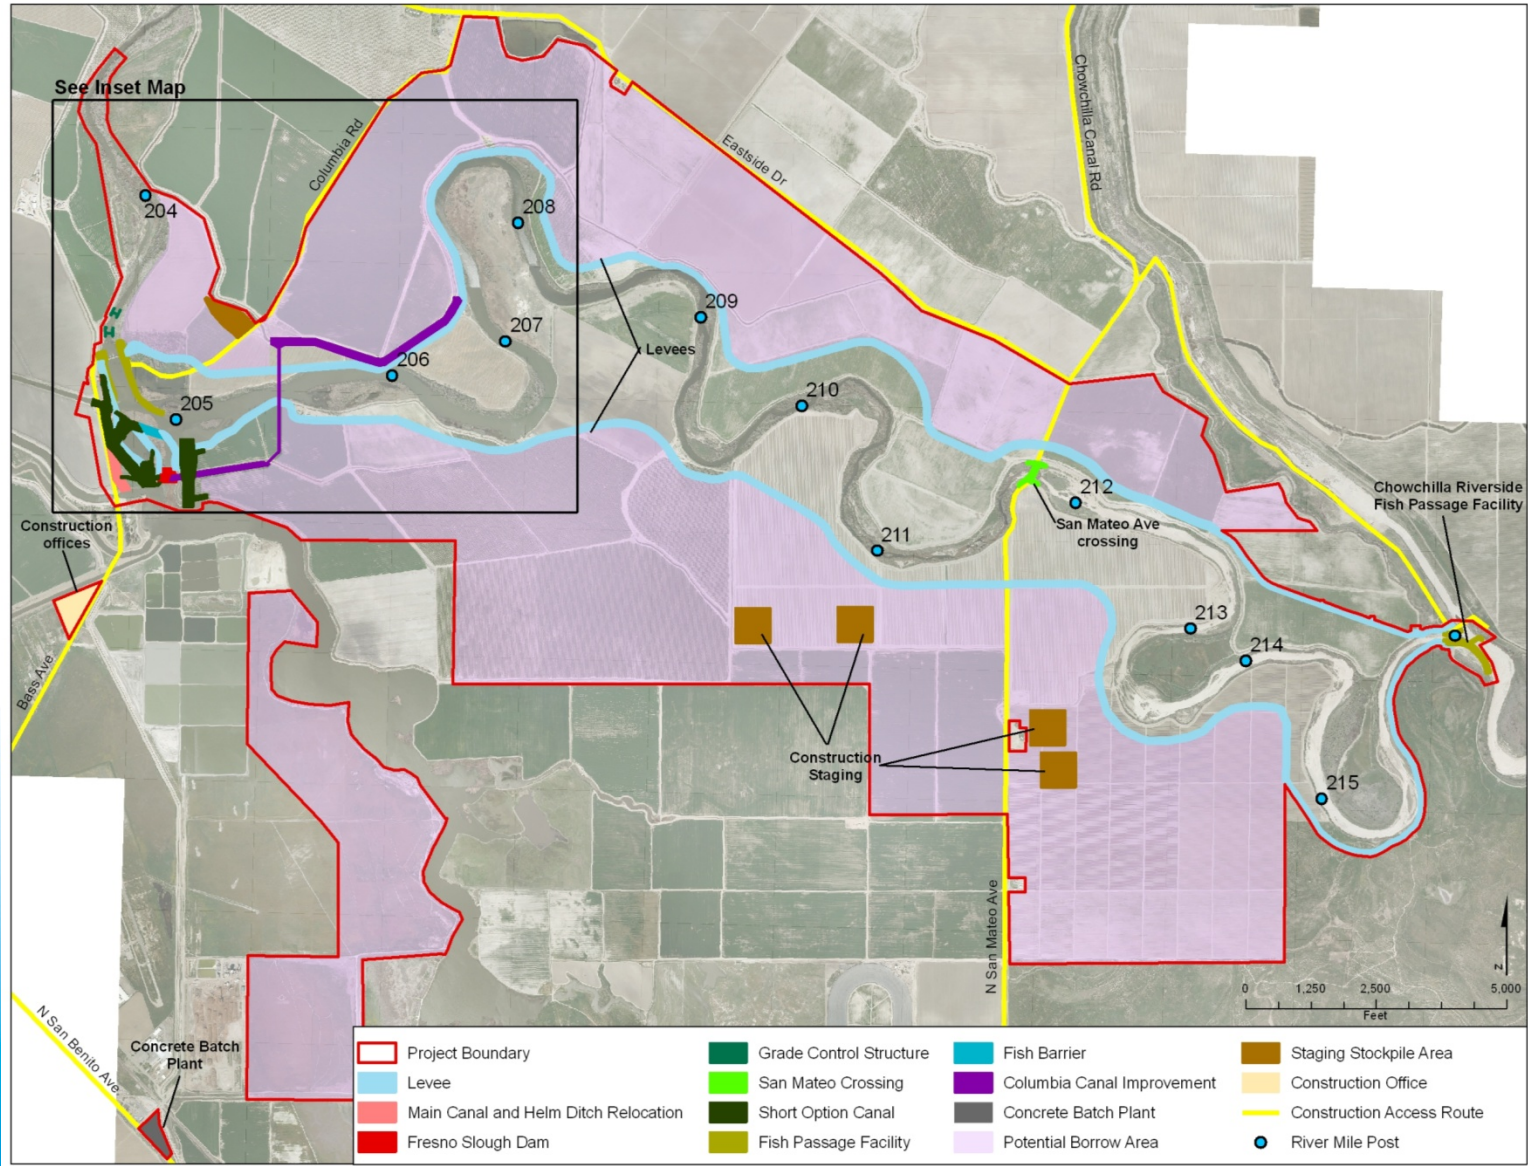 See Inset Map
Columbia Rd
Eastside Dr
Chowchilla Canal Rd
204
208
209
207
Levees
206
210
205
Chowchilla Riverside
Fish Passage Facility
212
San Mateo Ave
crossing
211
Construction
offices
213
214
Bass Ave
Construction
Staging
215
N San Mateo Ave
N San Benito Ave
Concrete Batch
Plant
N
0 1,250 2,500 5,000
Feet
Project Boundary
Levee
Main Canal and Helm Ditch Relocation
Fresno Slough Dam
Grade Control Structure
San Mateo Crossing
Short Option Canal
Fish Passage Facility
Fish Barrier
Columbia Canal Improvement
Concrete Batch Plant
Potential Borrow Area
Staging Stockpile Area
Construction Office
Construction Access Route
River Mile Post